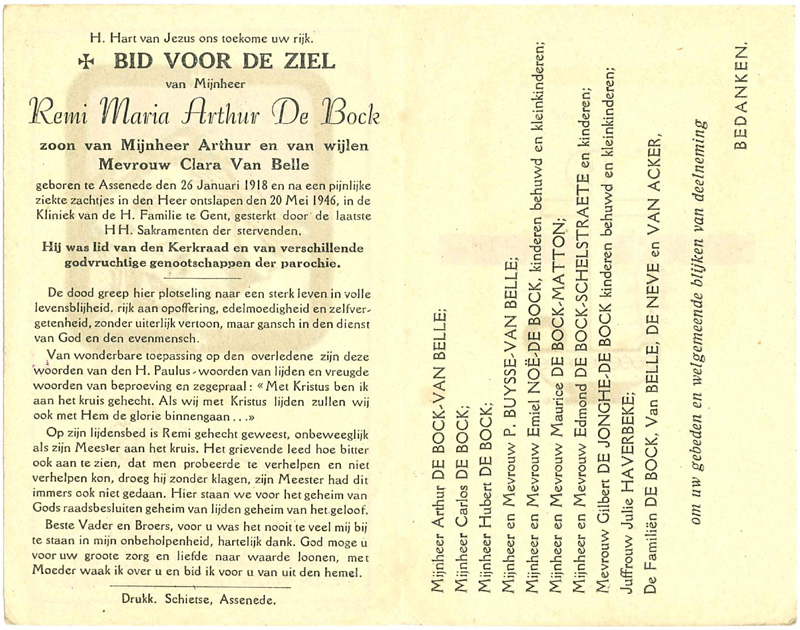 H. Hart van Jezus ons toekome uw rijk.
✠ BID VOOR DE ZIEL
van Mijnheer
Remi Maria Arthur De Bock
zoon van Mijnheer Arthur en van wijlen
Mevrouw Clara Van Belle
geboren te Assenede den 26 Januari 1918 en na een pijnlijke
ziekte zachtjes in den Heer ontslapen den 20 Mei 1946, in de
Kliniek van de H. Familie te Gent, gesterkt door de laatste
HH. Sakramenten der stervenden.
Hij was lid van den Kerkraad en van verschillende
godvruchtige genootschappen der parochie.
De dood greep hier plotseling naar een sterk leven in volle
levensblijheid, rijk aan opoffering, edelmoedigheid en zelfver-
getenheid, zonder uiterlijk vertoon, maar gansch in den dienst
van God en den evenmensch.
Van wonderbare toepassing op den overledene zijn deze
woorden van den H. Paulus - woorden van lijden en vreugde
woorden van beproeving en zegepraal : « Met Kristus ben ik
aan het kruis gehecht. Als wij met Kristus lijden zullen wij
ook met Hem de glorie binnengaan . . .»
Op zijn lijdensbed is Remi gehecht geweest, onbeweeglijk
als zijn Meester aan het kruis. Het grievende leed hoe bitter
ook aan te zien, dat men probeerde te verhelpen en niet
verhelpen kon, droeg hij zonder klagen, zijn Meester had dit
immers ook niet gedaan. Hier staan we voor het geheim van
Gods raadsbesluiten geheim van lijden geheim van het geloof.
Beste Vader en Broers, voor u was het nooit te veel mij bij
te staan in mijn onbeholpenheid, hartelijk dank. God moge u
voor uw groote zorg en liefde naar waarde loonen, met
Moeder waak ik over u en bid ik voor u van uit den hemel.
Drukk. Schietse, Assenede.
Mijnheer Arthur DE BOCK-VAN BELLE;
Mijnheer Carlos DE BOCK;
Mijnheer Hubert DE BOCK;
Mijnheer en Mevrouw P. BUYSSE-VAN BELLE;
Mijnheer en Mevrouw Emiel NOË-DE BOCK, kinderen behuwd en kleinkinderen;
Mijnheer en Mevrouw Maurice DE BOCK-MATTON;
Mijnheer en Mevrouw Edmond DE BOCK-SCHELSTRAETE en kinderen;
Mevrouw Gilbert DE JONGHE-DE BOCK kinderen behuwd en kleinkinderen;
Juffrouw Julie HAVERBEKE;
De Familiën DE BOCK, Van BELLE, DE NEVE en VAN ACKER,
om uw gebeden en welgemeende blijken van deelneming
BEDANKEN.